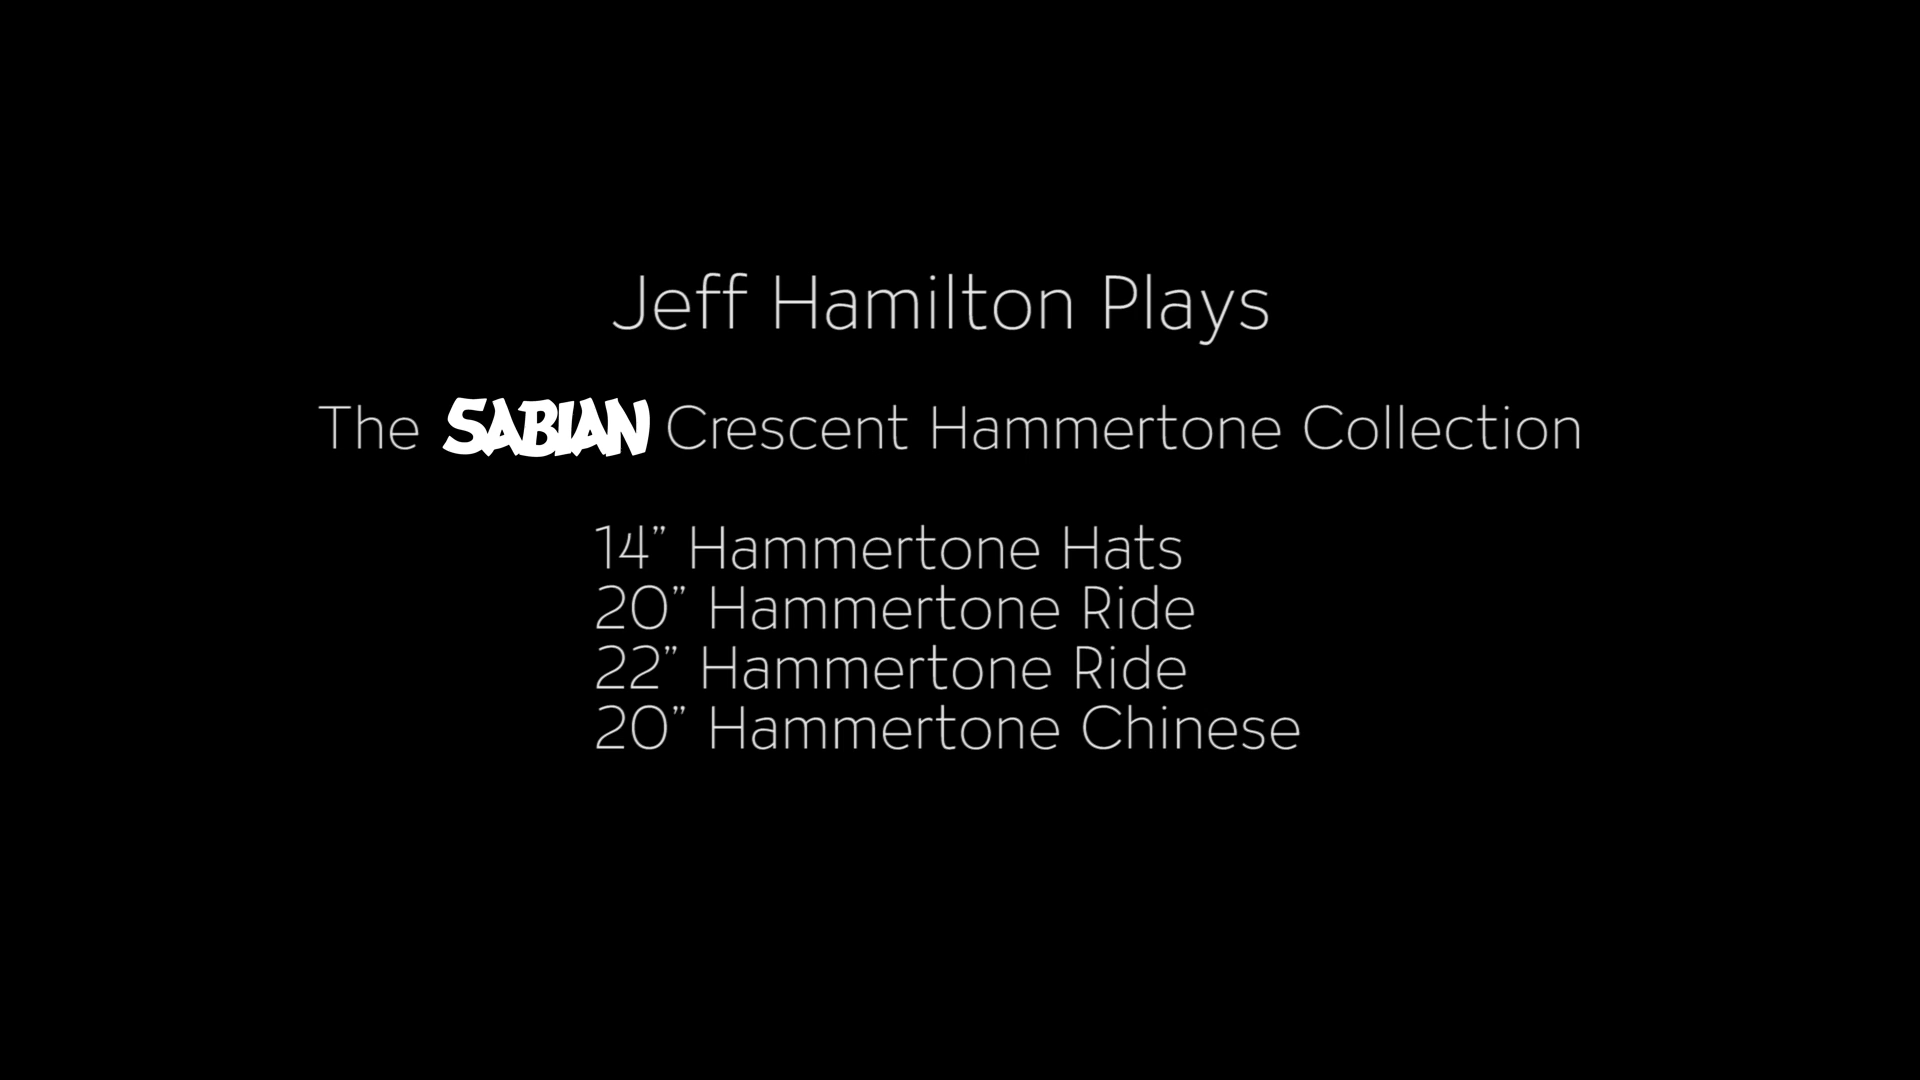 Jeff Hamilton Plays
The SABIAN Crescent Hammertone Collection
14” Hammertone Hats
20” Hammertone Ride
22” Hammertone Ride
20” Hammertone Chinese